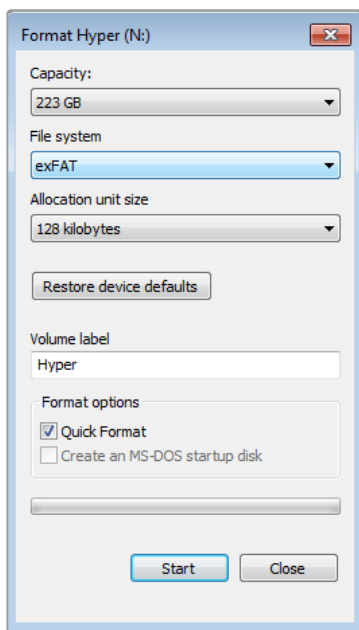 Format Hyper (N:)
Capacity:
223 GB
File system
exFAT
Allocation unit size
128 kilobytes
Restore device defaults
Volume label
Hyper
Format options
Quick Format
Create an MS-DOS startup disk
Start Close